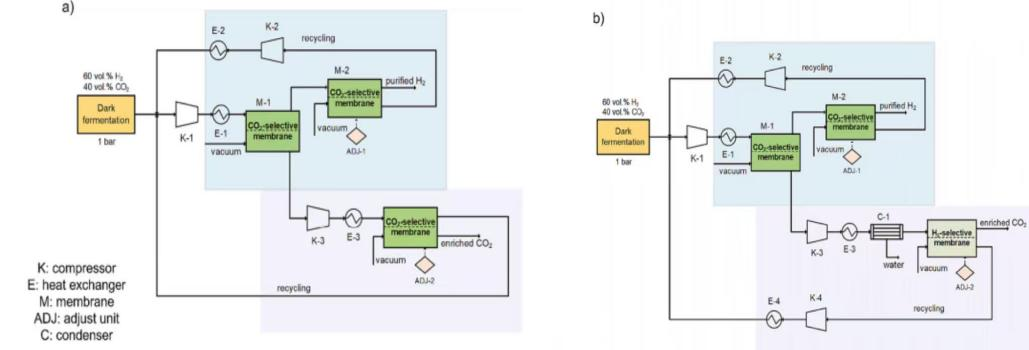 a)
E-2
K-2
recycling
60 vol.% H₂
40 vol.% CO₂
Dark
fermentation
1 bar
K-1
E-1
M-1
CO₂-selective
membrane
vacuum
M-2
CO₂-selective
membrane
purified H₂
vacuum
ADJ-1
K-3
E-3
CO₂-selective
membrane
enriched CO₂
vacuum
ADJ-2
recycling
K: compressor
E: heat exchanger
M: membrane
ADJ: adjust unit
C: condenser
b)
E-2
K-2
recycling
60 vol.% H₂
40 vol.% CO₂
Dark
fermentation
1 bar
K-1
E-1
M-1
CO₂-selective
membrane
vacuum
M-2
CO₂-selective
membrane
purified H₂
vacuum
ADJ-1
K-3
E-3
C-1
water
H₂-selective
membrane
enriched CO₂
vacuum
ADJ-2
E-4
K-4
recycling